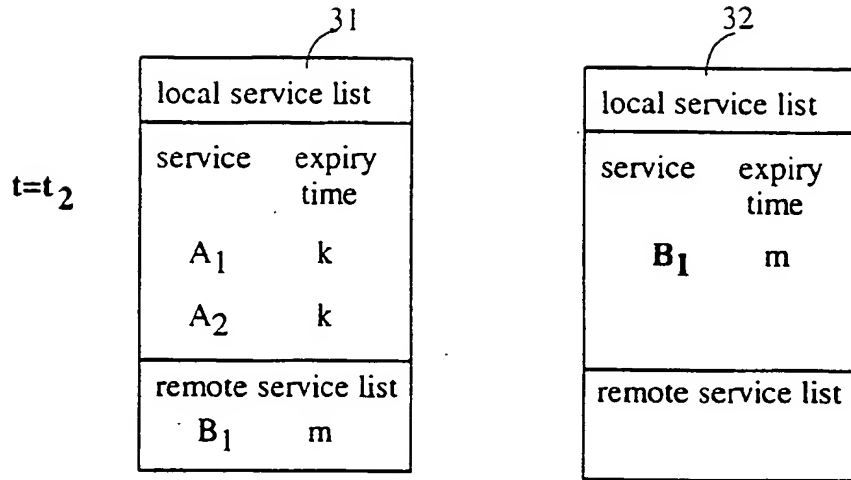 31
local service list
service expiry
time
t=t2
A1 k
A2 k
remote service list
B1 m
32
local service list
service expiry
time
B1 m
remote service list